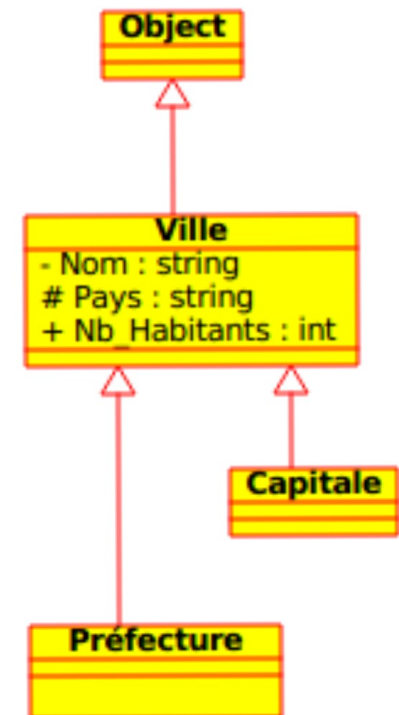 Object
Ville
- Nom : string
# Pays : string
+ Nb_Habitants : int
Capitale
Préfecture